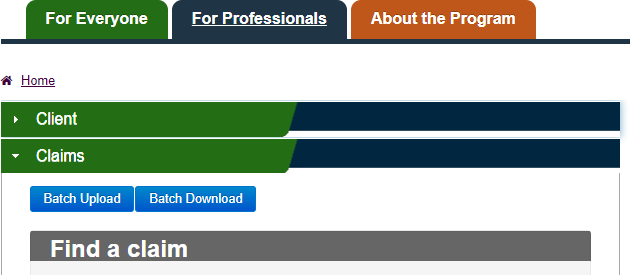 For Everyone For Professionals About the Program
Home
Client
Claims
Batch Upload Batch Download
Find a claim